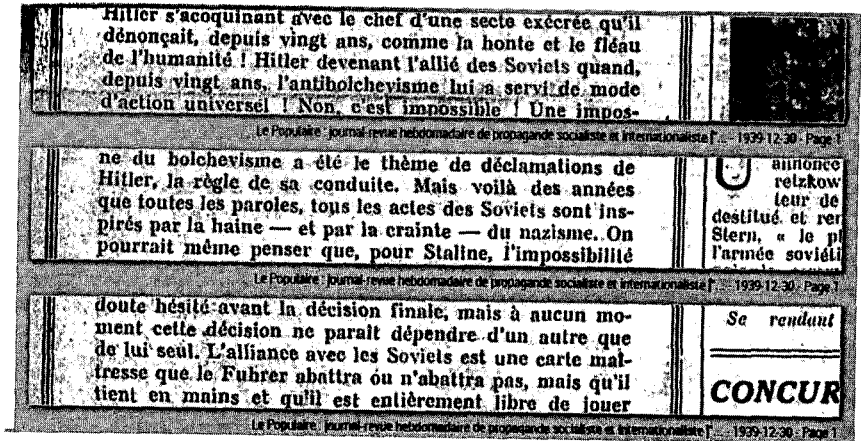 Hitler s'acoquinant avec le chef d'une secte exécrée qu'il
dénonçait, depuis vingt ans, comme la honte et le fléau
de l'humanité ! Hitler devenant l'allié des Soviets quand,
depuis vingt ans, l'antibolchevisme lui a servi de mode
d'action universel ! Non, c'est impossible ! Une impos-
Le Populaire : journal-revue hebdomadaire de propagande socialiste et internationaliste ["... - 1939-12-30 - Page 1
ne du bolchevisme a été le thème de déclamations de
Hitler, la règle de sa conduite. Mais voilà des années
que toutes les paroles, tous les actes des Soviets sont ins-
pirés par la haine — et par la crainte — du nazisme. On
pourrait même penser que, pour Staline, l'impossibilité
U annonce
retzkow
leur de
destitué et rer
Stern, « le pl
l'armée soviéti
Le Populaire : journal-revue hebdomadaire de propagande socialiste et internationaliste ["... - 1939-12-30 - Page 1
doute hésité avant la décision finale, mais à aucun mo-
ment cette décision ne paraît dépendre d'un autre que
de lui seul. L'alliance avec les Soviets est une carte maî-
tresse que le Fuhrer abattra ou n'abattra pas, mais qu'il
tient en mains et qu'il est entièrement libre de jouer
Se rendant
CONCUR
Le Populaire : journal-revue hebdomadaire de propagande socialiste et internationaliste ["... - 1939-12-30 - Page 1